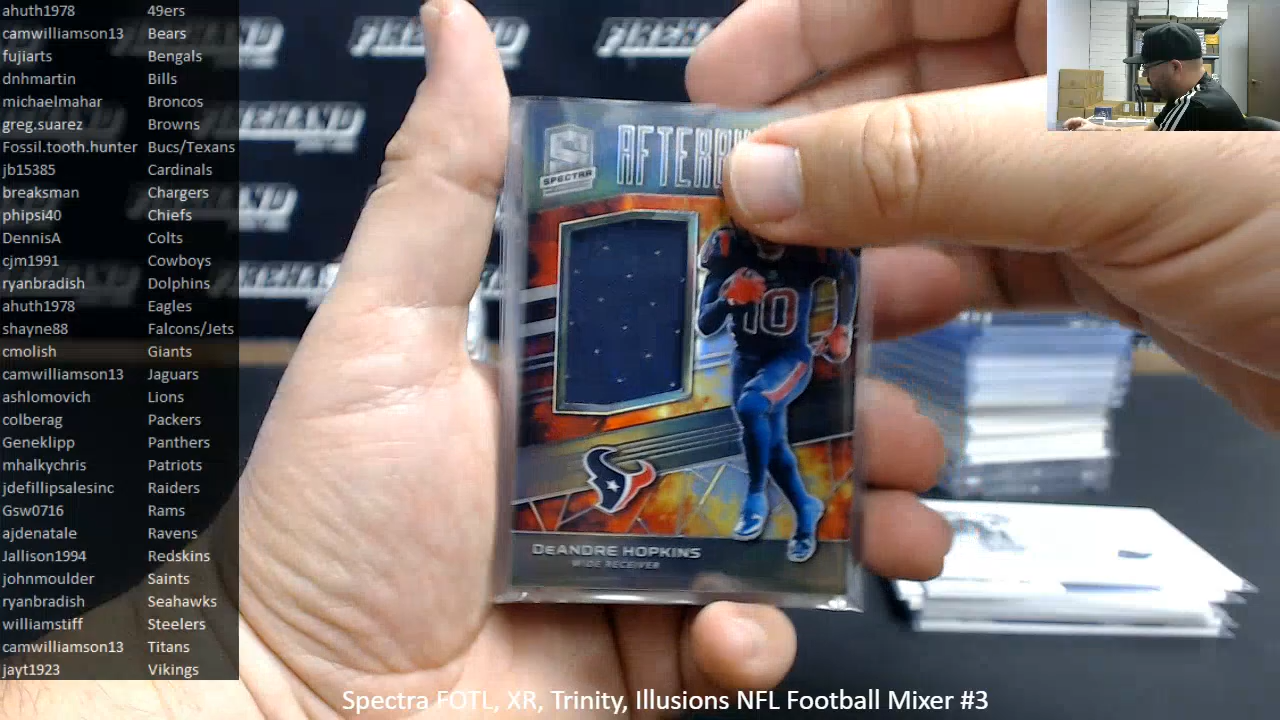 ahuth1978 49ers
camwilliamson13 Bears
fujiarts Bengals
dnhmartin Bills
michaelmahar Broncos
greg.suarez Browns
Fossil.tooth.hunter Bucs/Texans
jb15385 Cardinals
breaksman Chargers
phipsi40 Chiefs
DennisA Colts
cjm1991 Cowboys
ryanbradish Dolphins
ahuth1978 Eagles
shayne88 Falcons/Jets
cmolish Giants
camwilliamson13 Jaguars
ashlomovich Lions
colberag Packers
Geneklipp Panthers
mhalkychris Patriots
jdefillipsalesinc Raiders
Gsw0716 Rams
ajdenatale Ravens
Jallison1994 Redskins
johnmoulder Saints
ryanbradish Seahawks
williamstiff Steelers
camwilliamson13 Titans
jayt1923 Vikings
FIREHAND
FIREHAND
FIREHAND
SPECTRA
10
DEANDRE HOPKINS
WIDE RECEIVER
Spectra FOTL, XR, Trinity, Illusions NFL Football Mixer #3